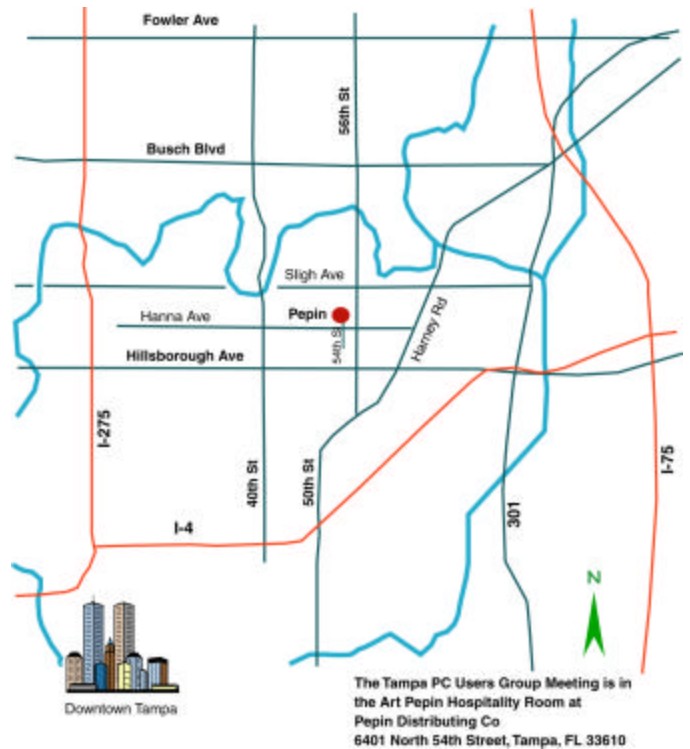 Fowler Ave
56th St
Busch Blvd
Sligh Ave
Pepin
Hanna Ave
54th St
Harney Rd
Hillsborough Ave
I-275
40th St
50th St
I-75
301
I-4
N
Downtown Tampa
The Tampa PC Users Group Meeting is in
the Art Pepin Hospitality Room at
Pepin Distributing Co
6401 North 54th Street, Tampa, FL 33610